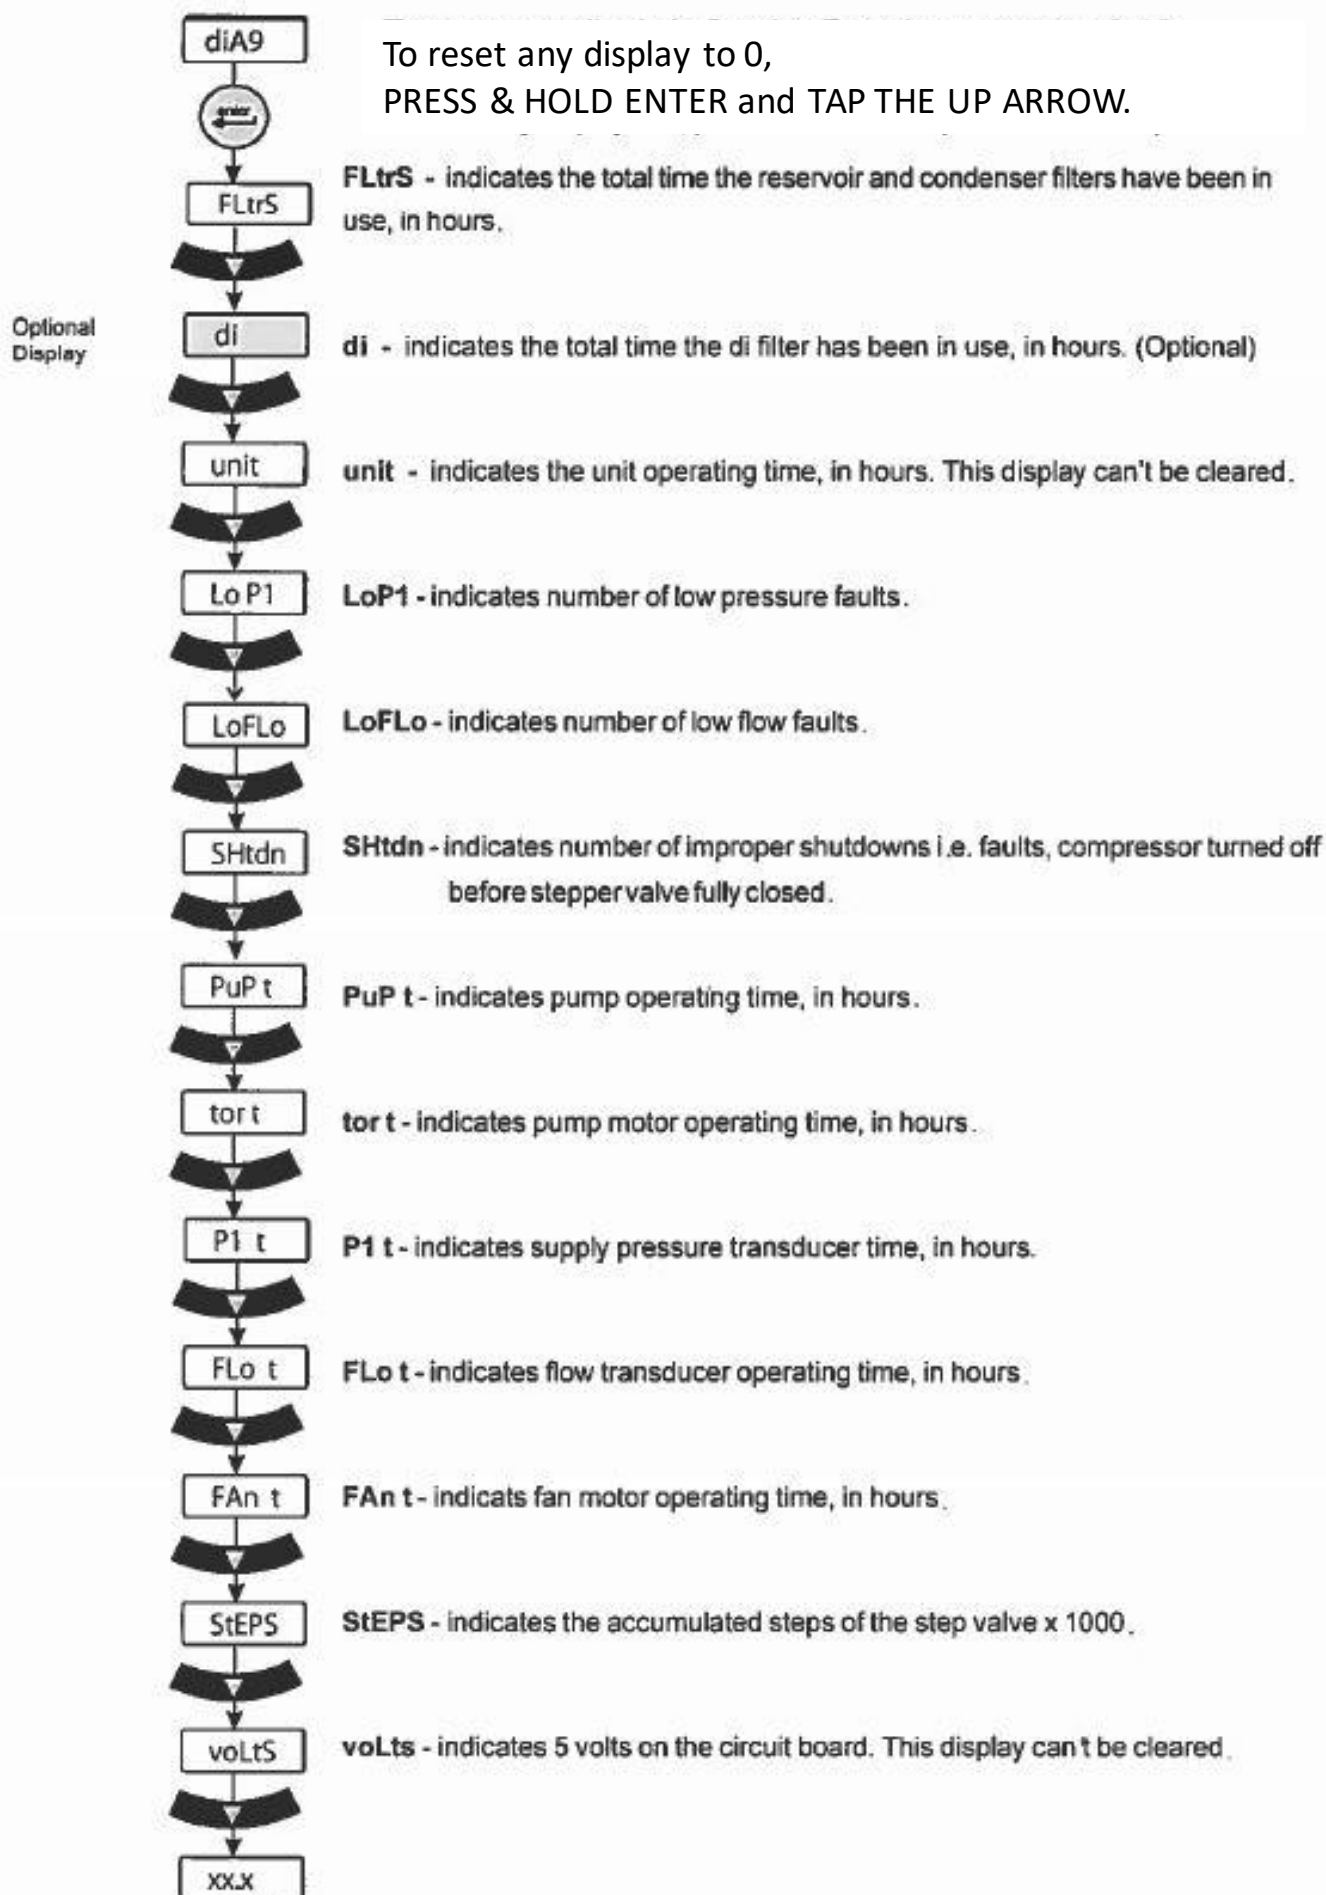 diA9
To reset any display to 0,
PRESS & HOLD ENTER and TAP THE UP ARROW.
enter
FLtrS
FLtrS - indicates the total time the reservoir and condenser filters have been in
use, in hours.
Optional
Display
di
di - indicates the total time the di filter has been in use, in hours. (Optional)
unit
unit - indicates the unit operating time, in hours. This display can't be cleared.
Lo P1
LoP1 - indicates number of low pressure faults.
LoFLo
LoFLo - indicates number of low flow faults.
SHtdn
SHtdn - indicates number of improper shutdowns i.e. faults, compressor turned off
before stepper valve fully closed.
PuP t
PuP t - indicates pump operating time, in hours.
tor t
tor t - indicates pump motor operating time, in hours.
P1 t
P1 t - indicates supply pressure transducer time, in hours.
FLo t
FLo t - indicates flow transducer operating time, in hours.
FAn t
FAn t - indicats fan motor operating time, in hours.
StEPS
StEPS - indicates the accumulated steps of the step valve x 1000.
voLtS
voLts - indicates 5 volts on the circuit board. This display can't be cleared.
xx.x